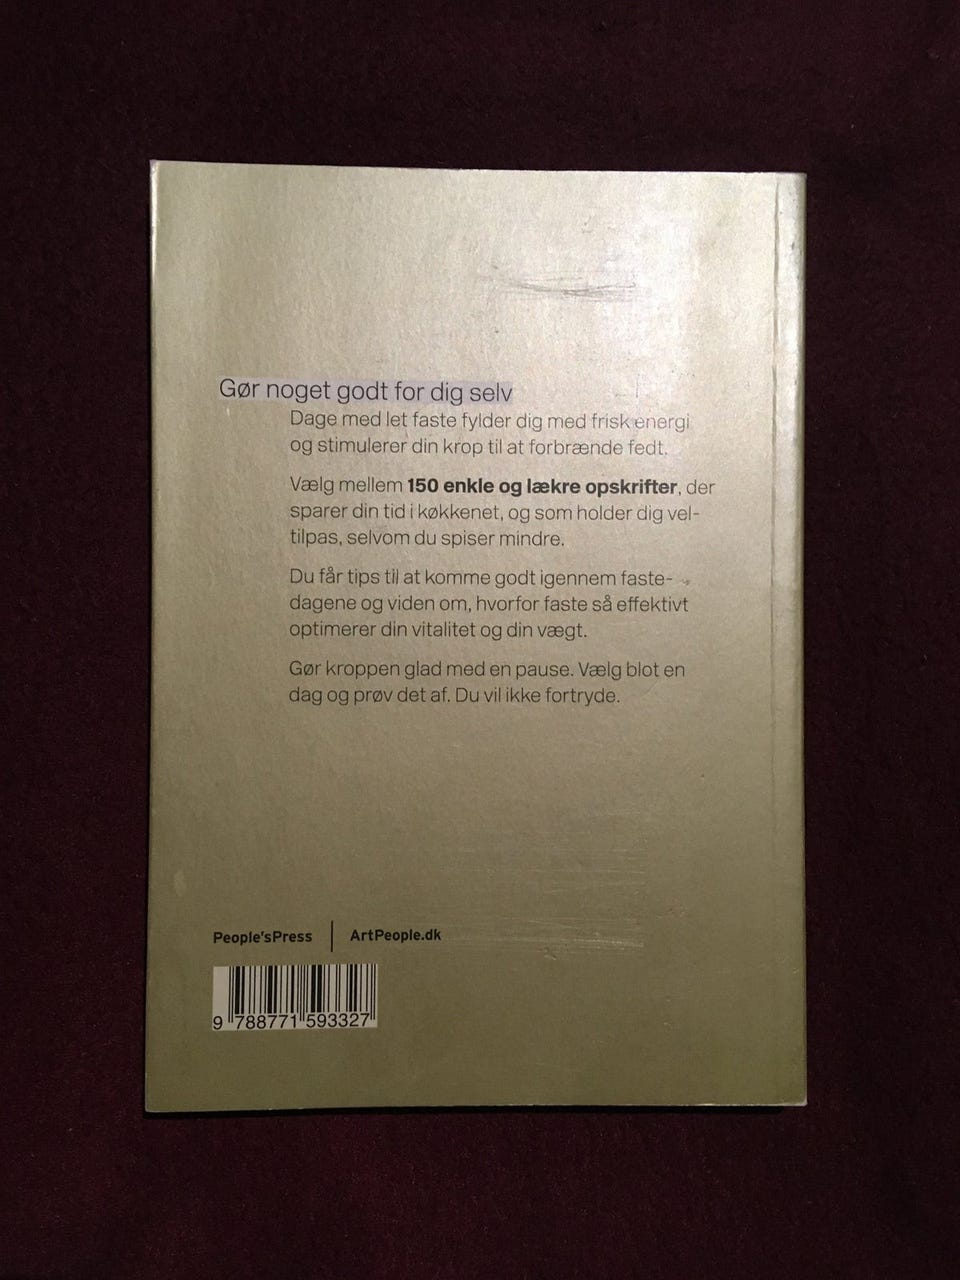 Gør noget godt for dig selv
Dage med let faste fylder dig med frisk energi
og stimulerer din krop til at forbrænde fedt.
Vælg mellem 150 enkle og lækre opskrifter, der
sparer din tid i køkkenet, og som holder dig vel-
tilpas, selvom du spiser mindre.
Du får tips til at komme godt igennem faste-
dagene og viden om, hvorfor faste så effektivt
optimerer din vitalitet og din vægt.
Gør kroppen glad med en pause. Vælg blot en
dag og prøv det af. Du vil ikke fortryde.
People'sPress | ArtPeople.dk
9 788771 593327